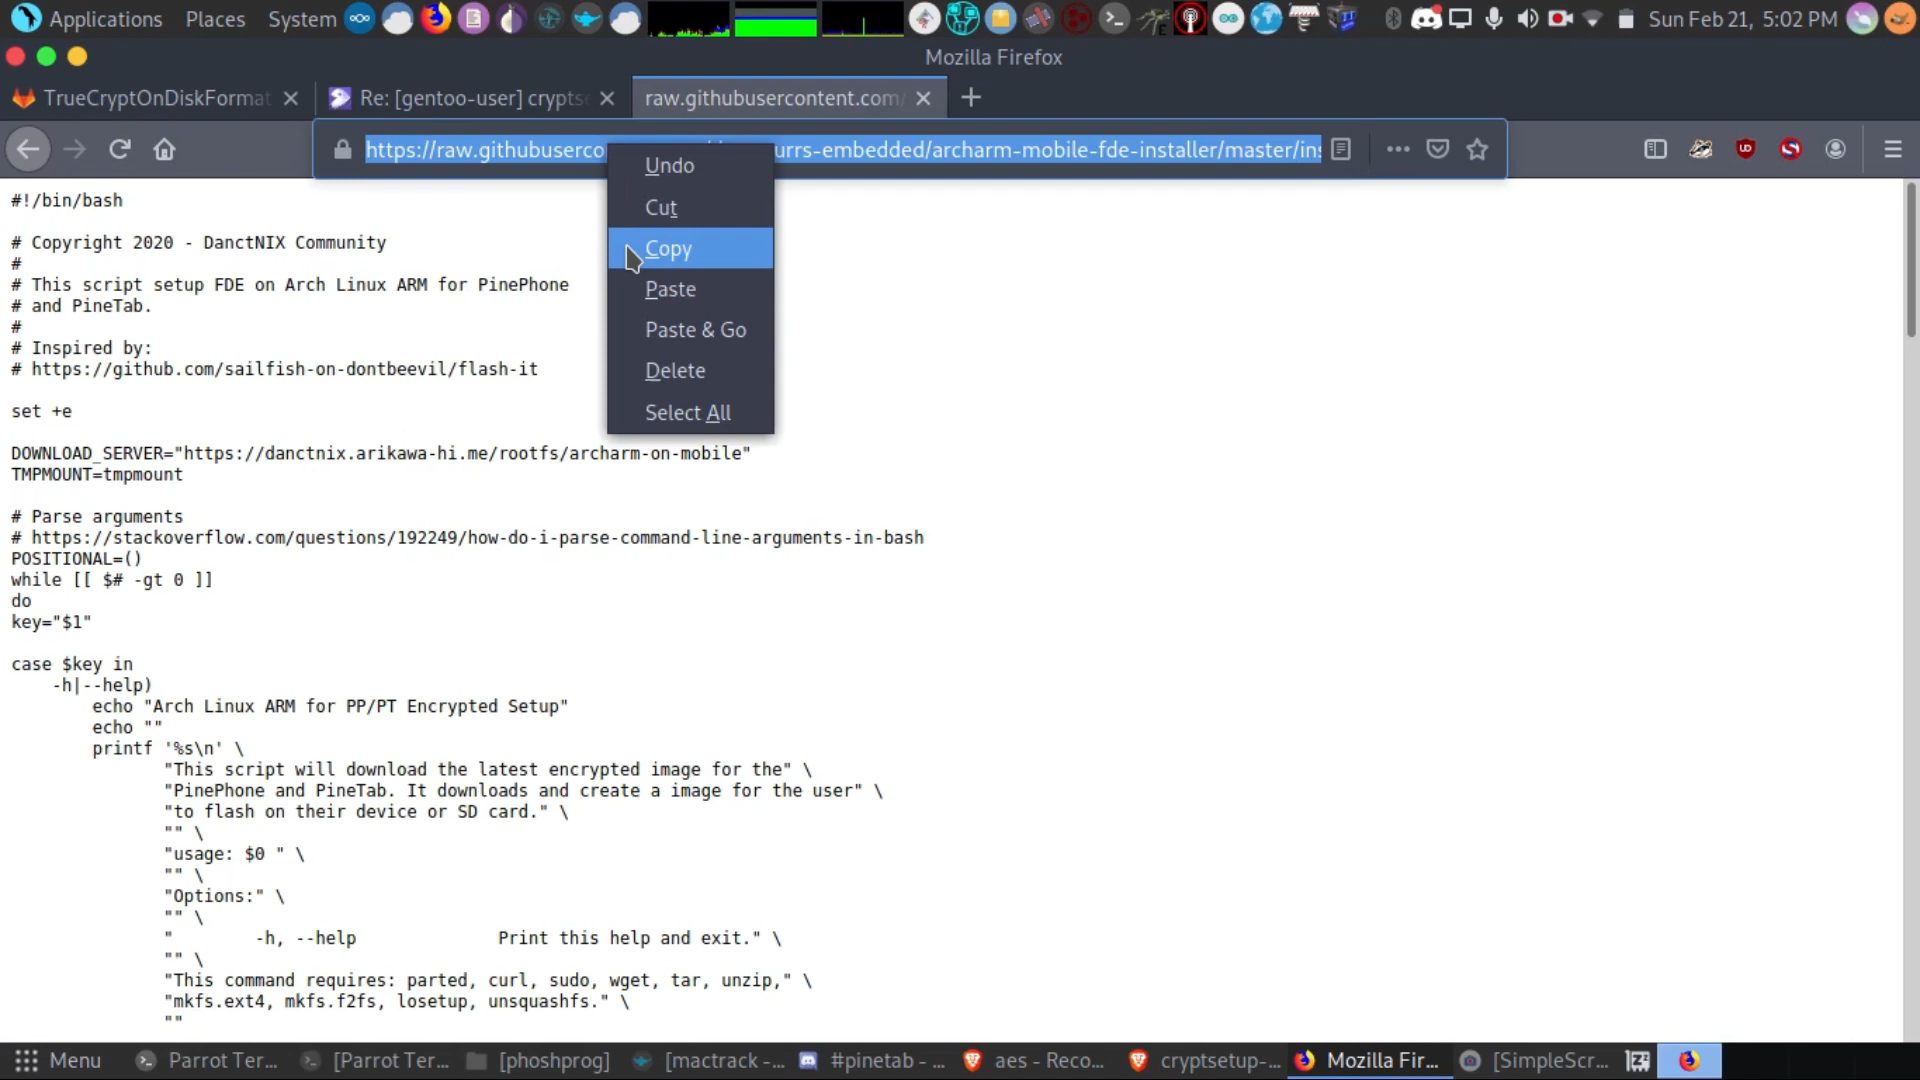 Applications Places System Sun Feb 21, 5:02 PM
Mozilla Firefox
TrueCryptOnDiskFormat Re: [gentoo-user] crypts raw.githubusercontent.com/
https://raw.githubuserco urrs-embedded/archarm-mobile-fde-installer/master/ins
Undo
Cut
Copy
Paste
Paste & Go
Delete
Select All
#!/bin/bash
# Copyright 2020 - DanctNIX Community
#
# This script setup FDE on Arch Linux ARM for PinePhone
# and PineTab.
#
# Inspired by:
# https://github.com/sailfish-on-dontbeevil/flash-it
set +e
DOWNLOAD_SERVER="https://danctnix.arikawa-hi.me/rootfs/archarm-on-mobile"
TMPMOUNT=tmpmount
# Parse arguments
# https://stackoverflow.com/questions/192249/how-do-i-parse-command-line-arguments-in-bash
POSITIONAL=()
while [[ $# -gt 0 ]]
do
key="$1"
case $key in
-h|--help)
echo "Arch Linux ARM for PP/PT Encrypted Setup"
echo ""
printf '%s\n' \
"This script will download the latest encrypted image for the" \
"PinePhone and PineTab. It downloads and create a image for the user" \
"to flash on their device or SD card." \
"" \
"usage: $0 " \
"" \
"Options:" \
"" \
" -h, --help Print this help and exit." \
"" \
"This command requires: parted, curl, sudo, wget, tar, unzip," \
"mkfs.ext4, mkfs.f2fs, losetup, unsquashfs." \
""
Menu Parrot Ter... [Parrot Ter... [phoshprog] [mactrack -... #pinetab - ... aes - Reco... cryptsetup-... Mozilla Fir... [SimpleScr...